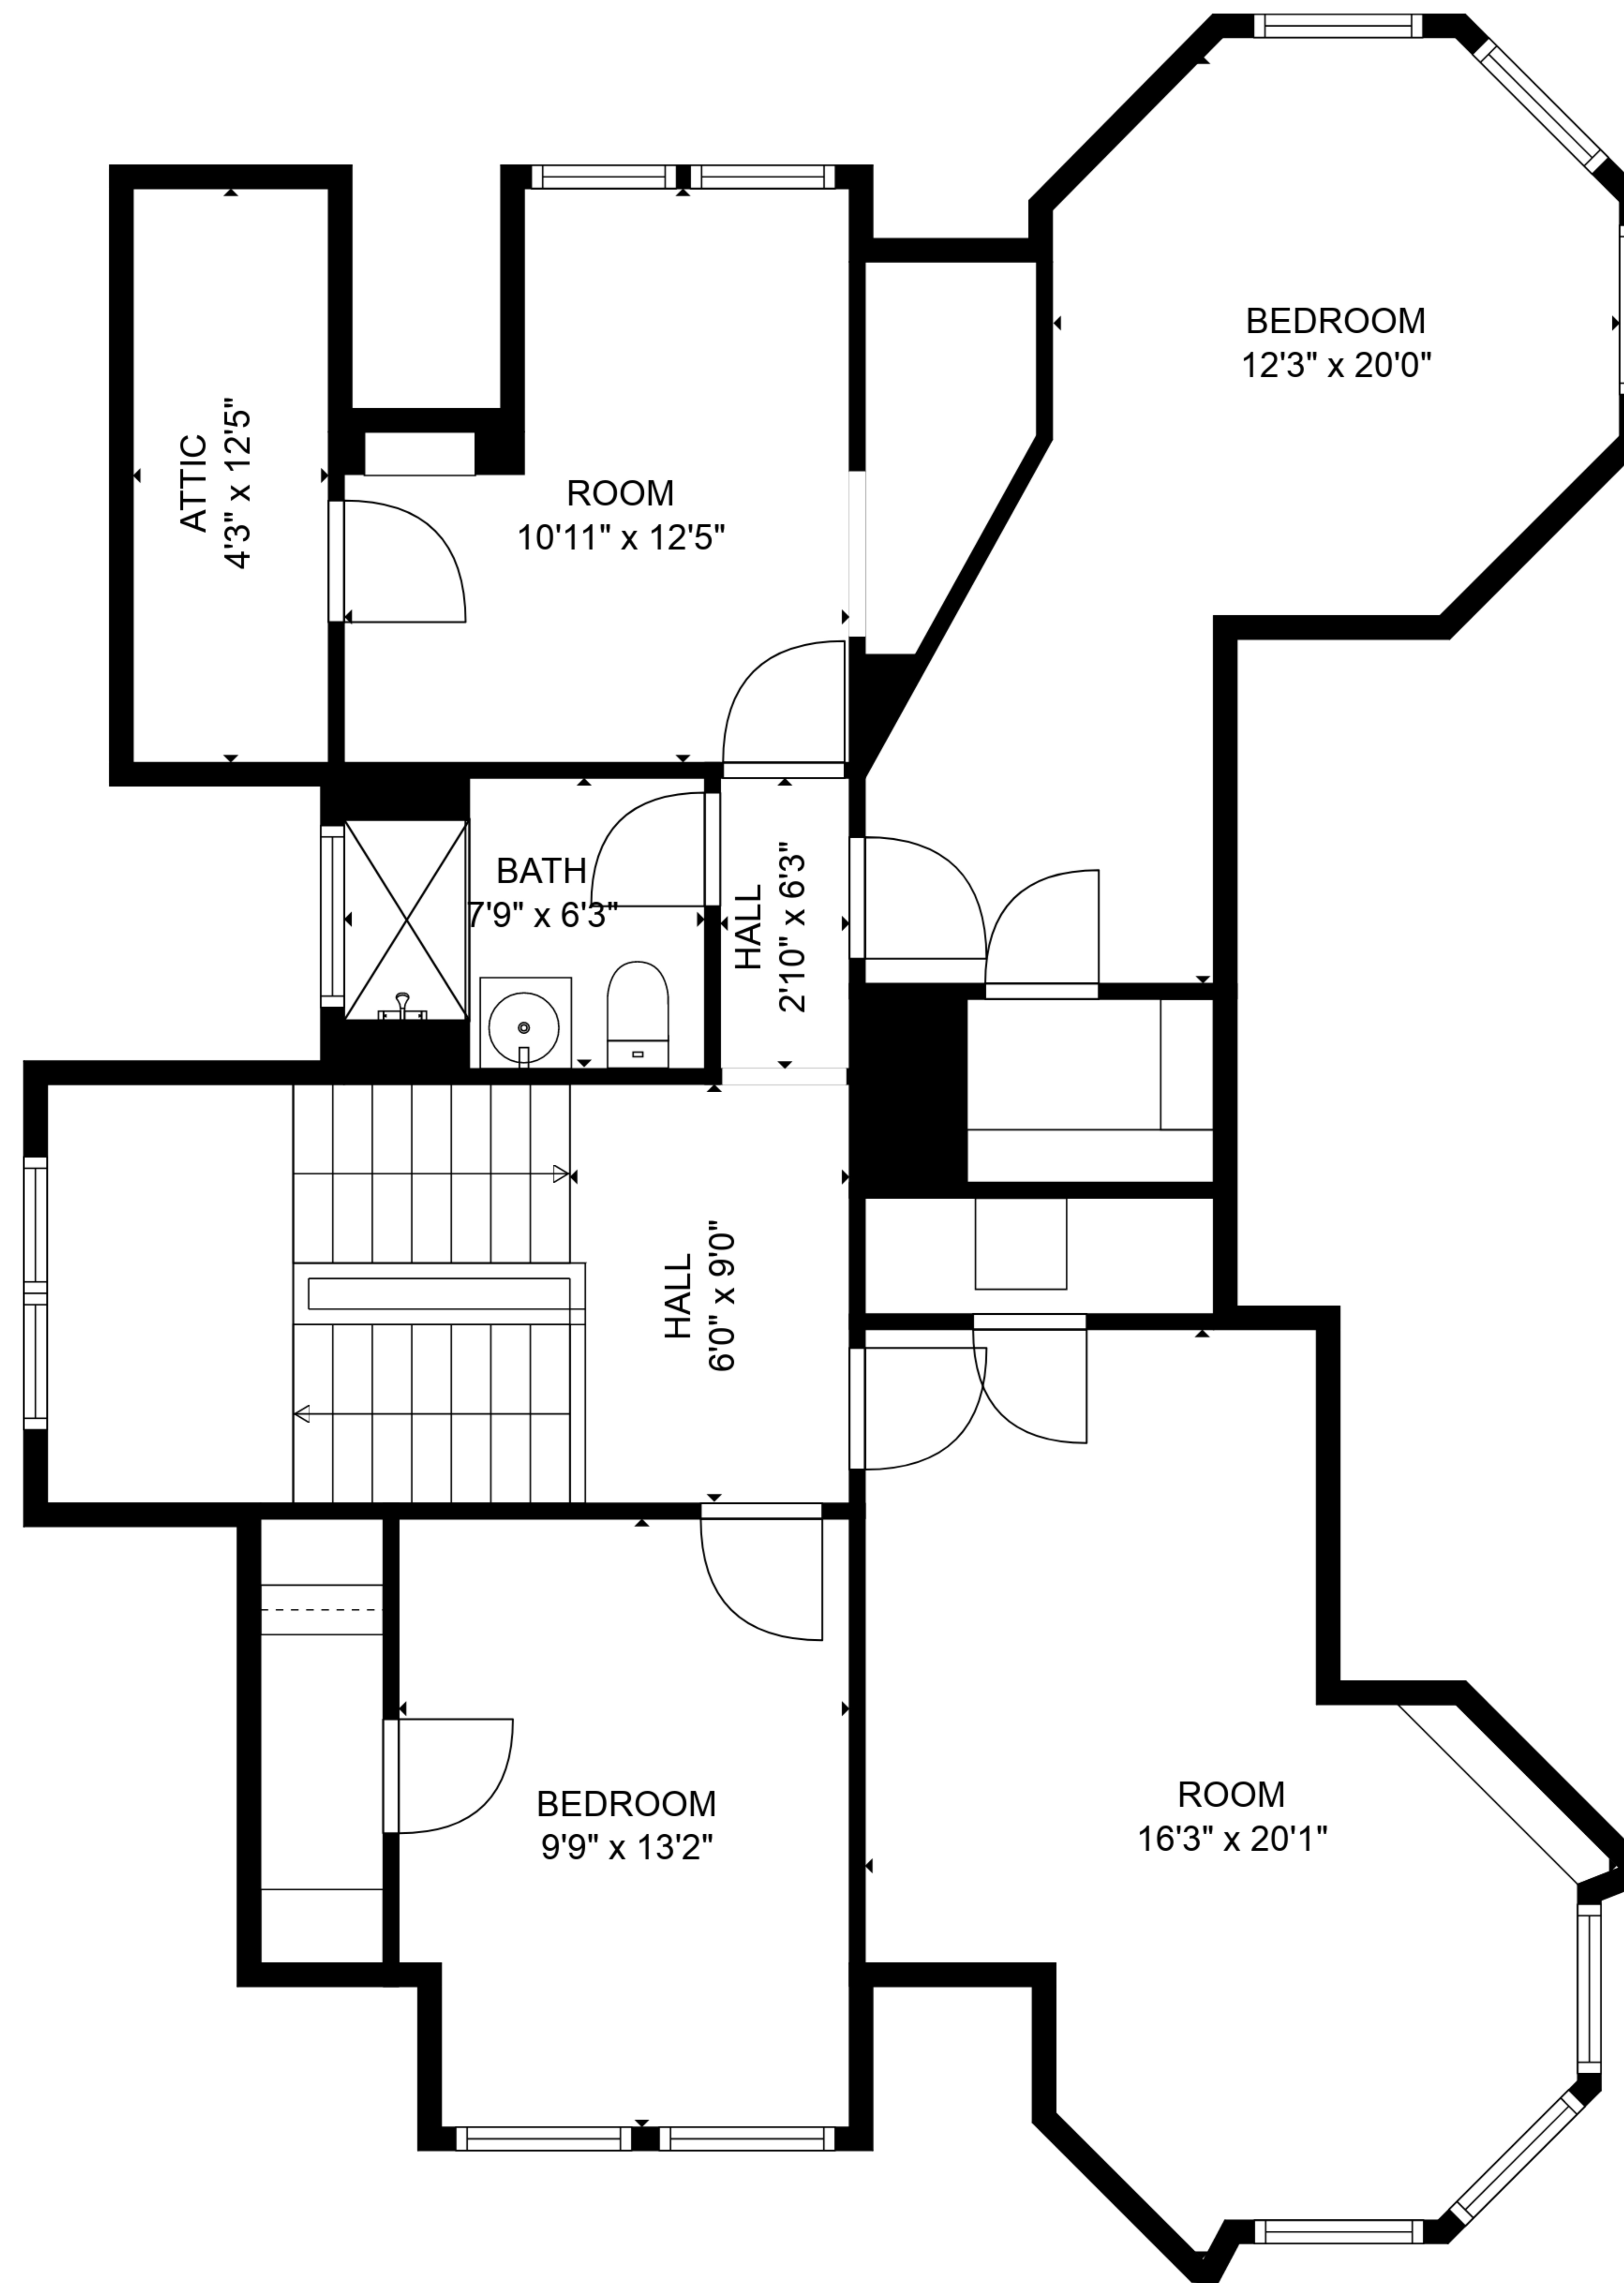 BEDROOM
12'3" x 20'0"
ATTIC
4'3" x 12'5"
ROOM
10'11" x 12'5"
BATH
7'9" x 6'3"
HALL
2'10" x 6'3"
HALL
6'0" x 9'0"
BEDROOM
9'9" x 13'2"
ROOM
16'3" x 20'1"